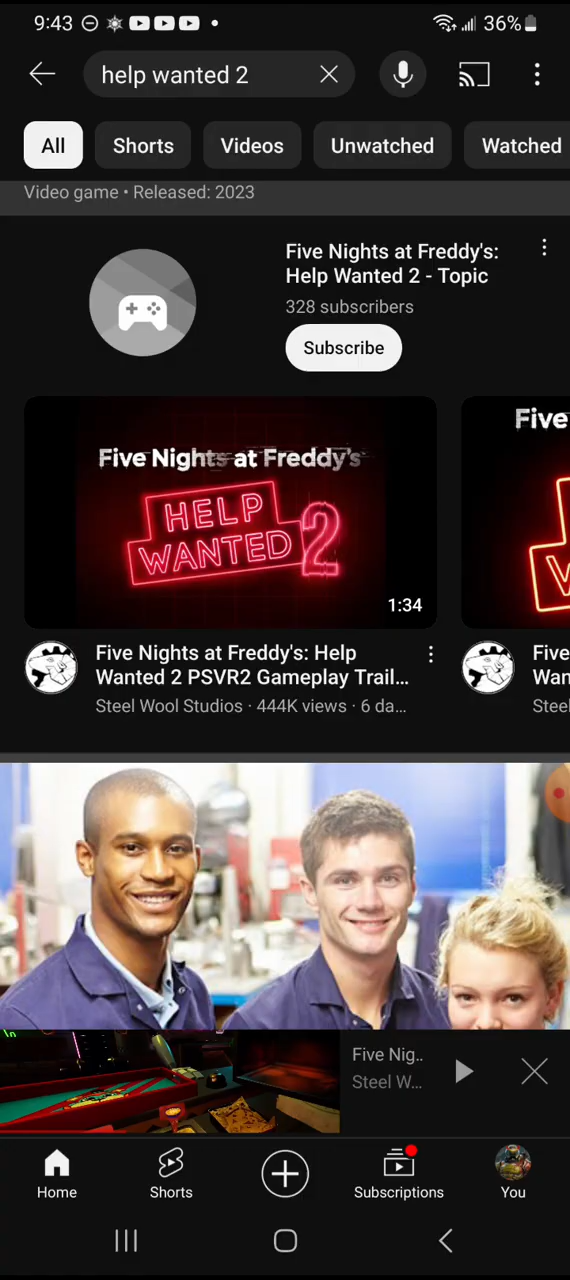 9:43
36%
help wanted 2
All
Shorts
Videos
Unwatched
Watched
Video game • Released: 2023
Five Nights at Freddy's:
Help Wanted 2 - Topic
328 subscribers
Subscribe
Five Nights at Freddy's
HELP
WANTED 2
1:34
Five
Five Nights at Freddy's: Help
Wanted 2 PSVR2 Gameplay Trail...
Steel Wool Studios · 444K views · 6 da...
Five
Wan
Steel
Five Nig..
Steel W...
Home
Shorts
Subscriptions
You